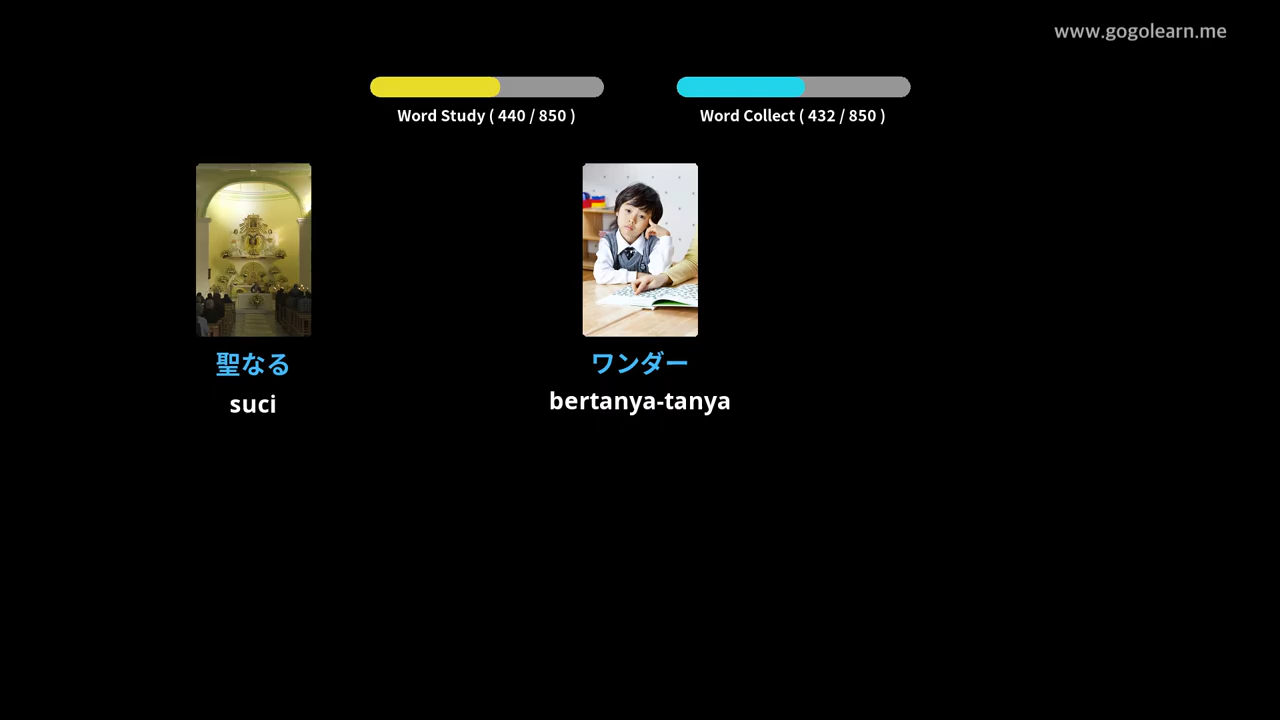 www.gogolearn.me
Word Study ( 440 / 850 )
Word Collect ( 432 / 850 )
聖なる
suci
ワンダー
bertanya-tanya